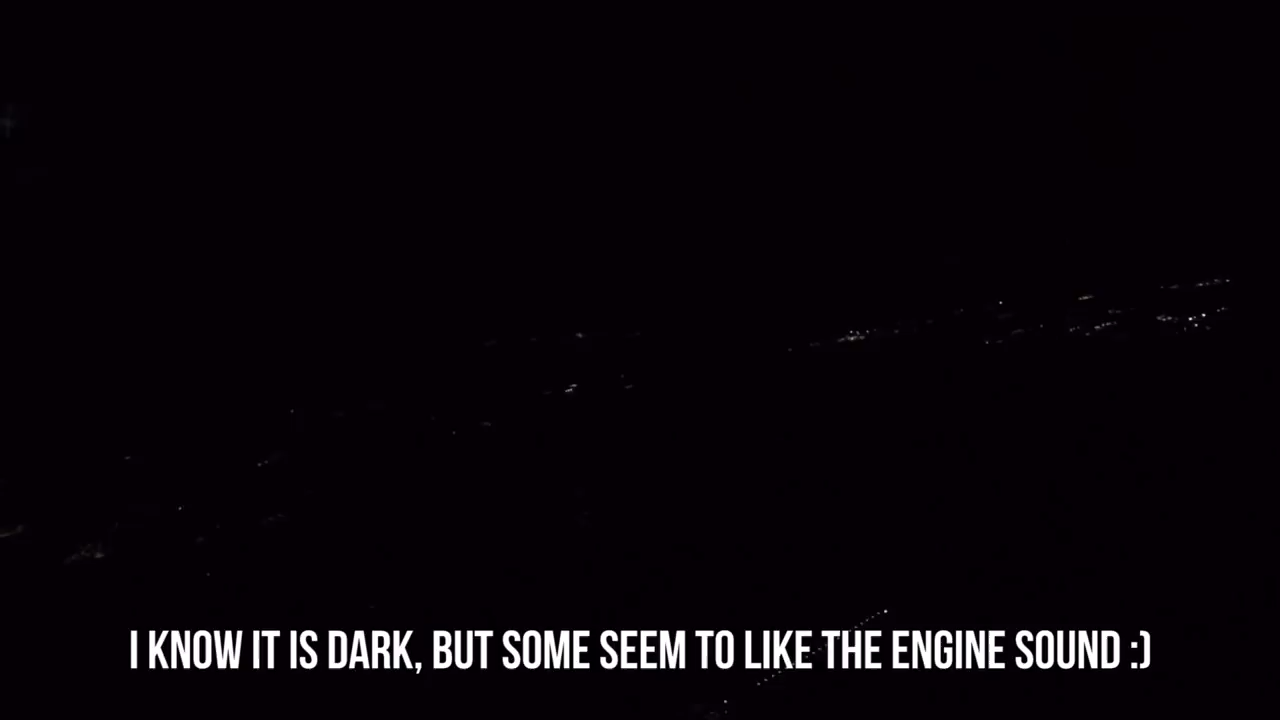 I KNOW IT IS DARK, BUT SOME SEEM TO LIKE THE ENGINE SOUND :)